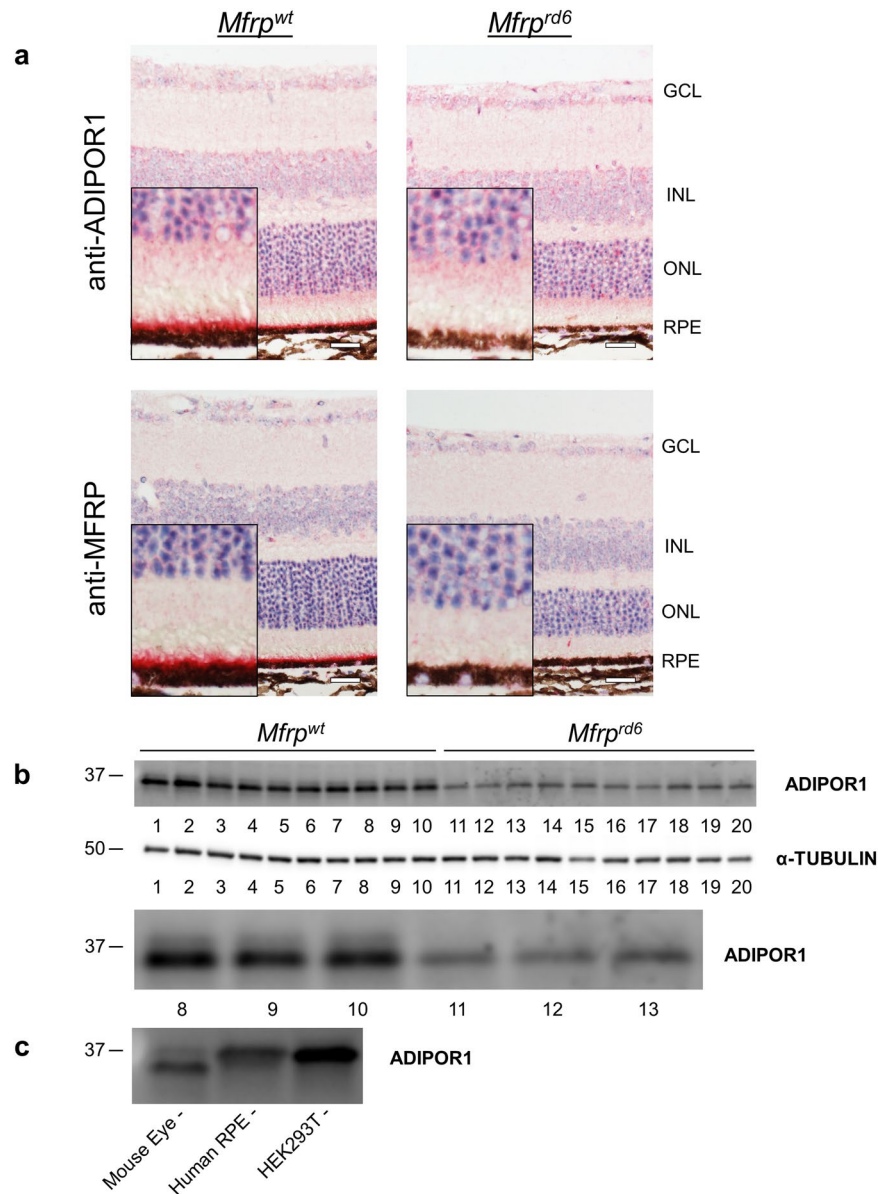 Mfrp^wt Mfrp^rd6
a
anti-ADIPOR1
GCL
INL
ONL
RPE
anti-MFRP
GCL
INL
ONL
RPE
Mfrp^wt Mfrp^rd6
b
37 — ADIPOR1
1 2 3 4 5 6 7 8 9 10 11 12 13 14 15 16 17 18 19 20
50 — α-TUBULIN
1 2 3 4 5 6 7 8 9 10 11 12 13 14 15 16 17 18 19 20
37 — ADIPOR1
8 9 10 11 12 13
c
37 — ADIPOR1
Mouse Eye -
Human RPE -
HEK293T -